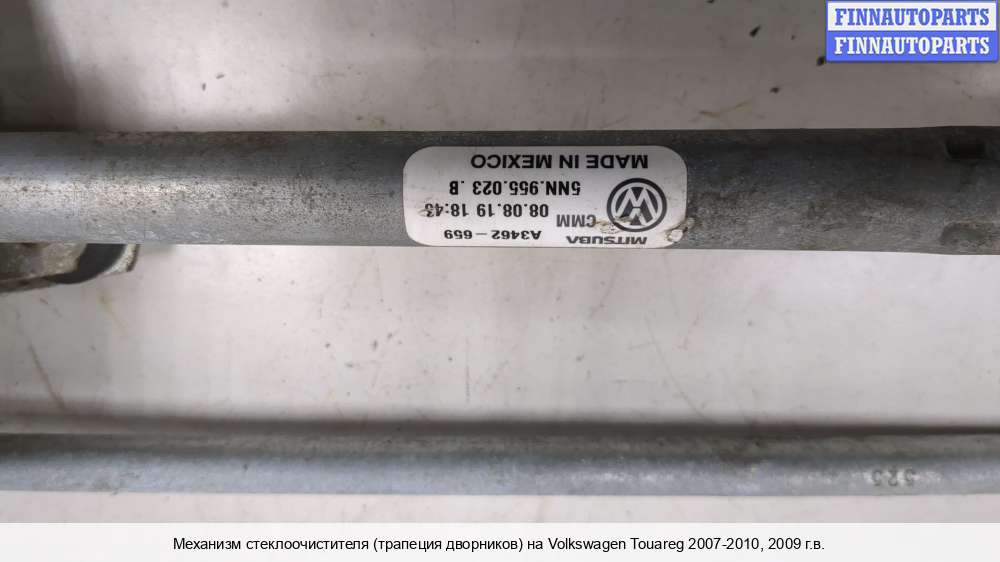 FINNAUTOPARTS
FINNAUTOPARTS
MITSUBA A3462-659
CMM 08.08.19 18:43
5NN.955.023 .B
MADE IN MEXICO
525
Механизм стеклоочистителя (трапеция дворников) на Volkswagen Touareg 2007-2010, 2009 г.в.